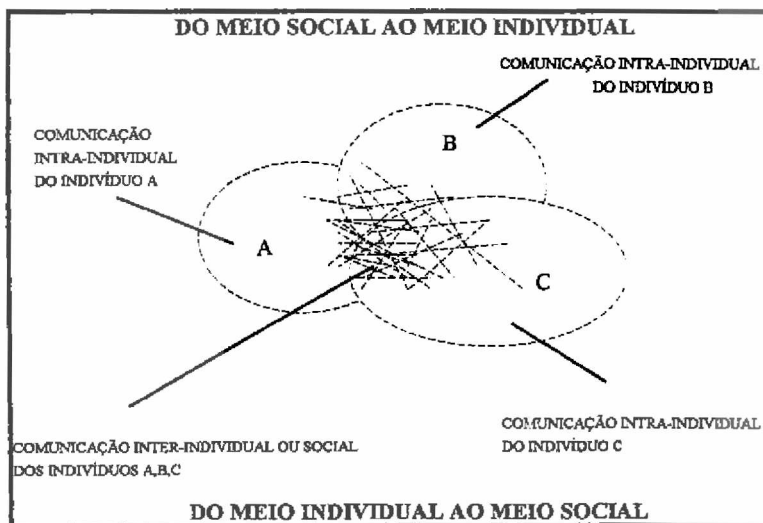 DO MEIO SOCIAL AO MEIO INDIVIDUAL
COMUNICAÇÃO INTRA-INDIVIDUAL
DO INDIVÍDUO B
COMUNICAÇÃO
INTRA-INDIVIDUAL
DO INDIVÍDUO A
B
A
C
COMUNICAÇÃO INTER-INDIVIDUAL OU SOCIAL
DOS INDIVÍDUOS A,B,C
COMUNICAÇÃO INTRA-INDIVIDUAL
DO INDIVÍDUO C
DO MEIO INDIVIDUAL AO MEIO SOCIAL